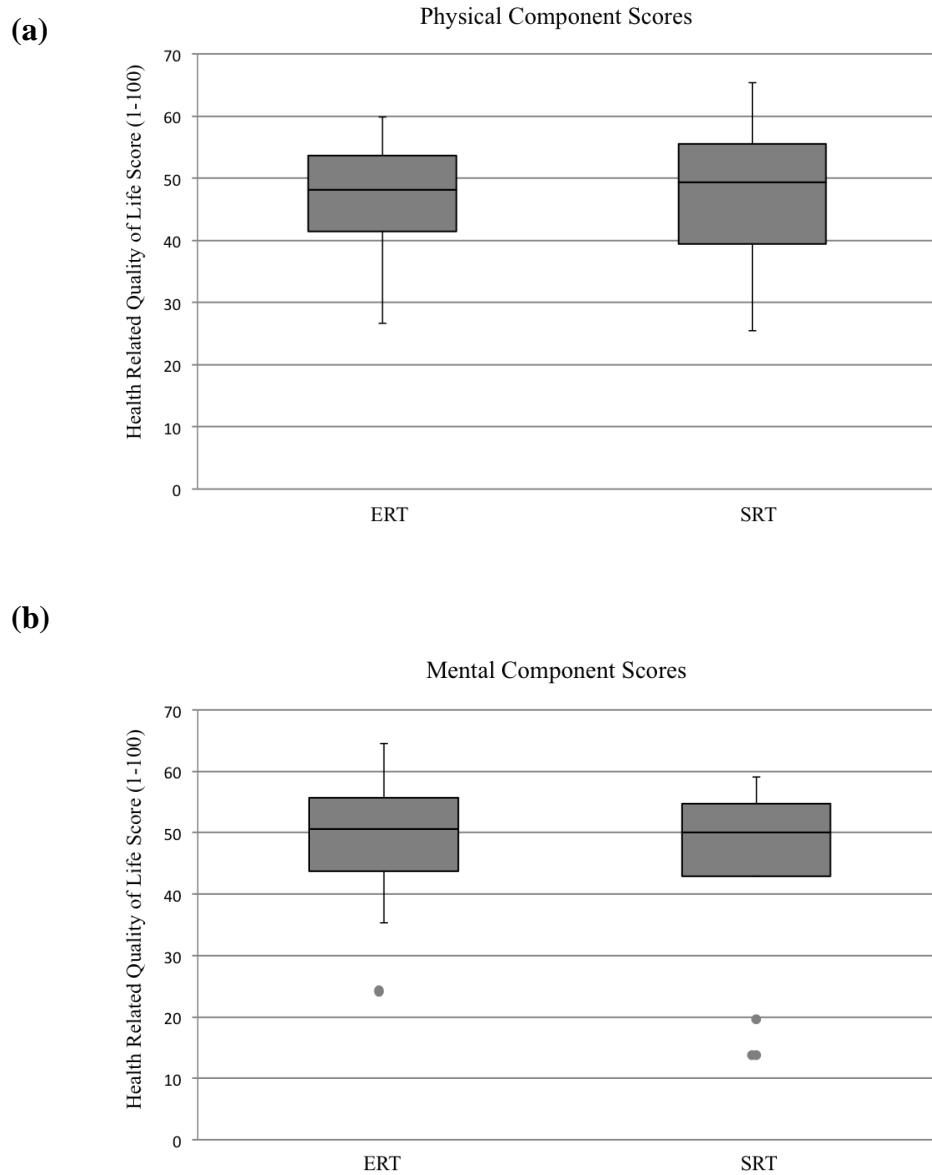 (a)
Physical Component Scores
Health Related Quality of Life Score (1-100)
70
60
50
40
30
20
10
0
ERT
SRT
(b)
Mental Component Scores
Health Related Quality of Life Score (1-100)
70
60
50
40
30
20
10
0
ERT
SRT